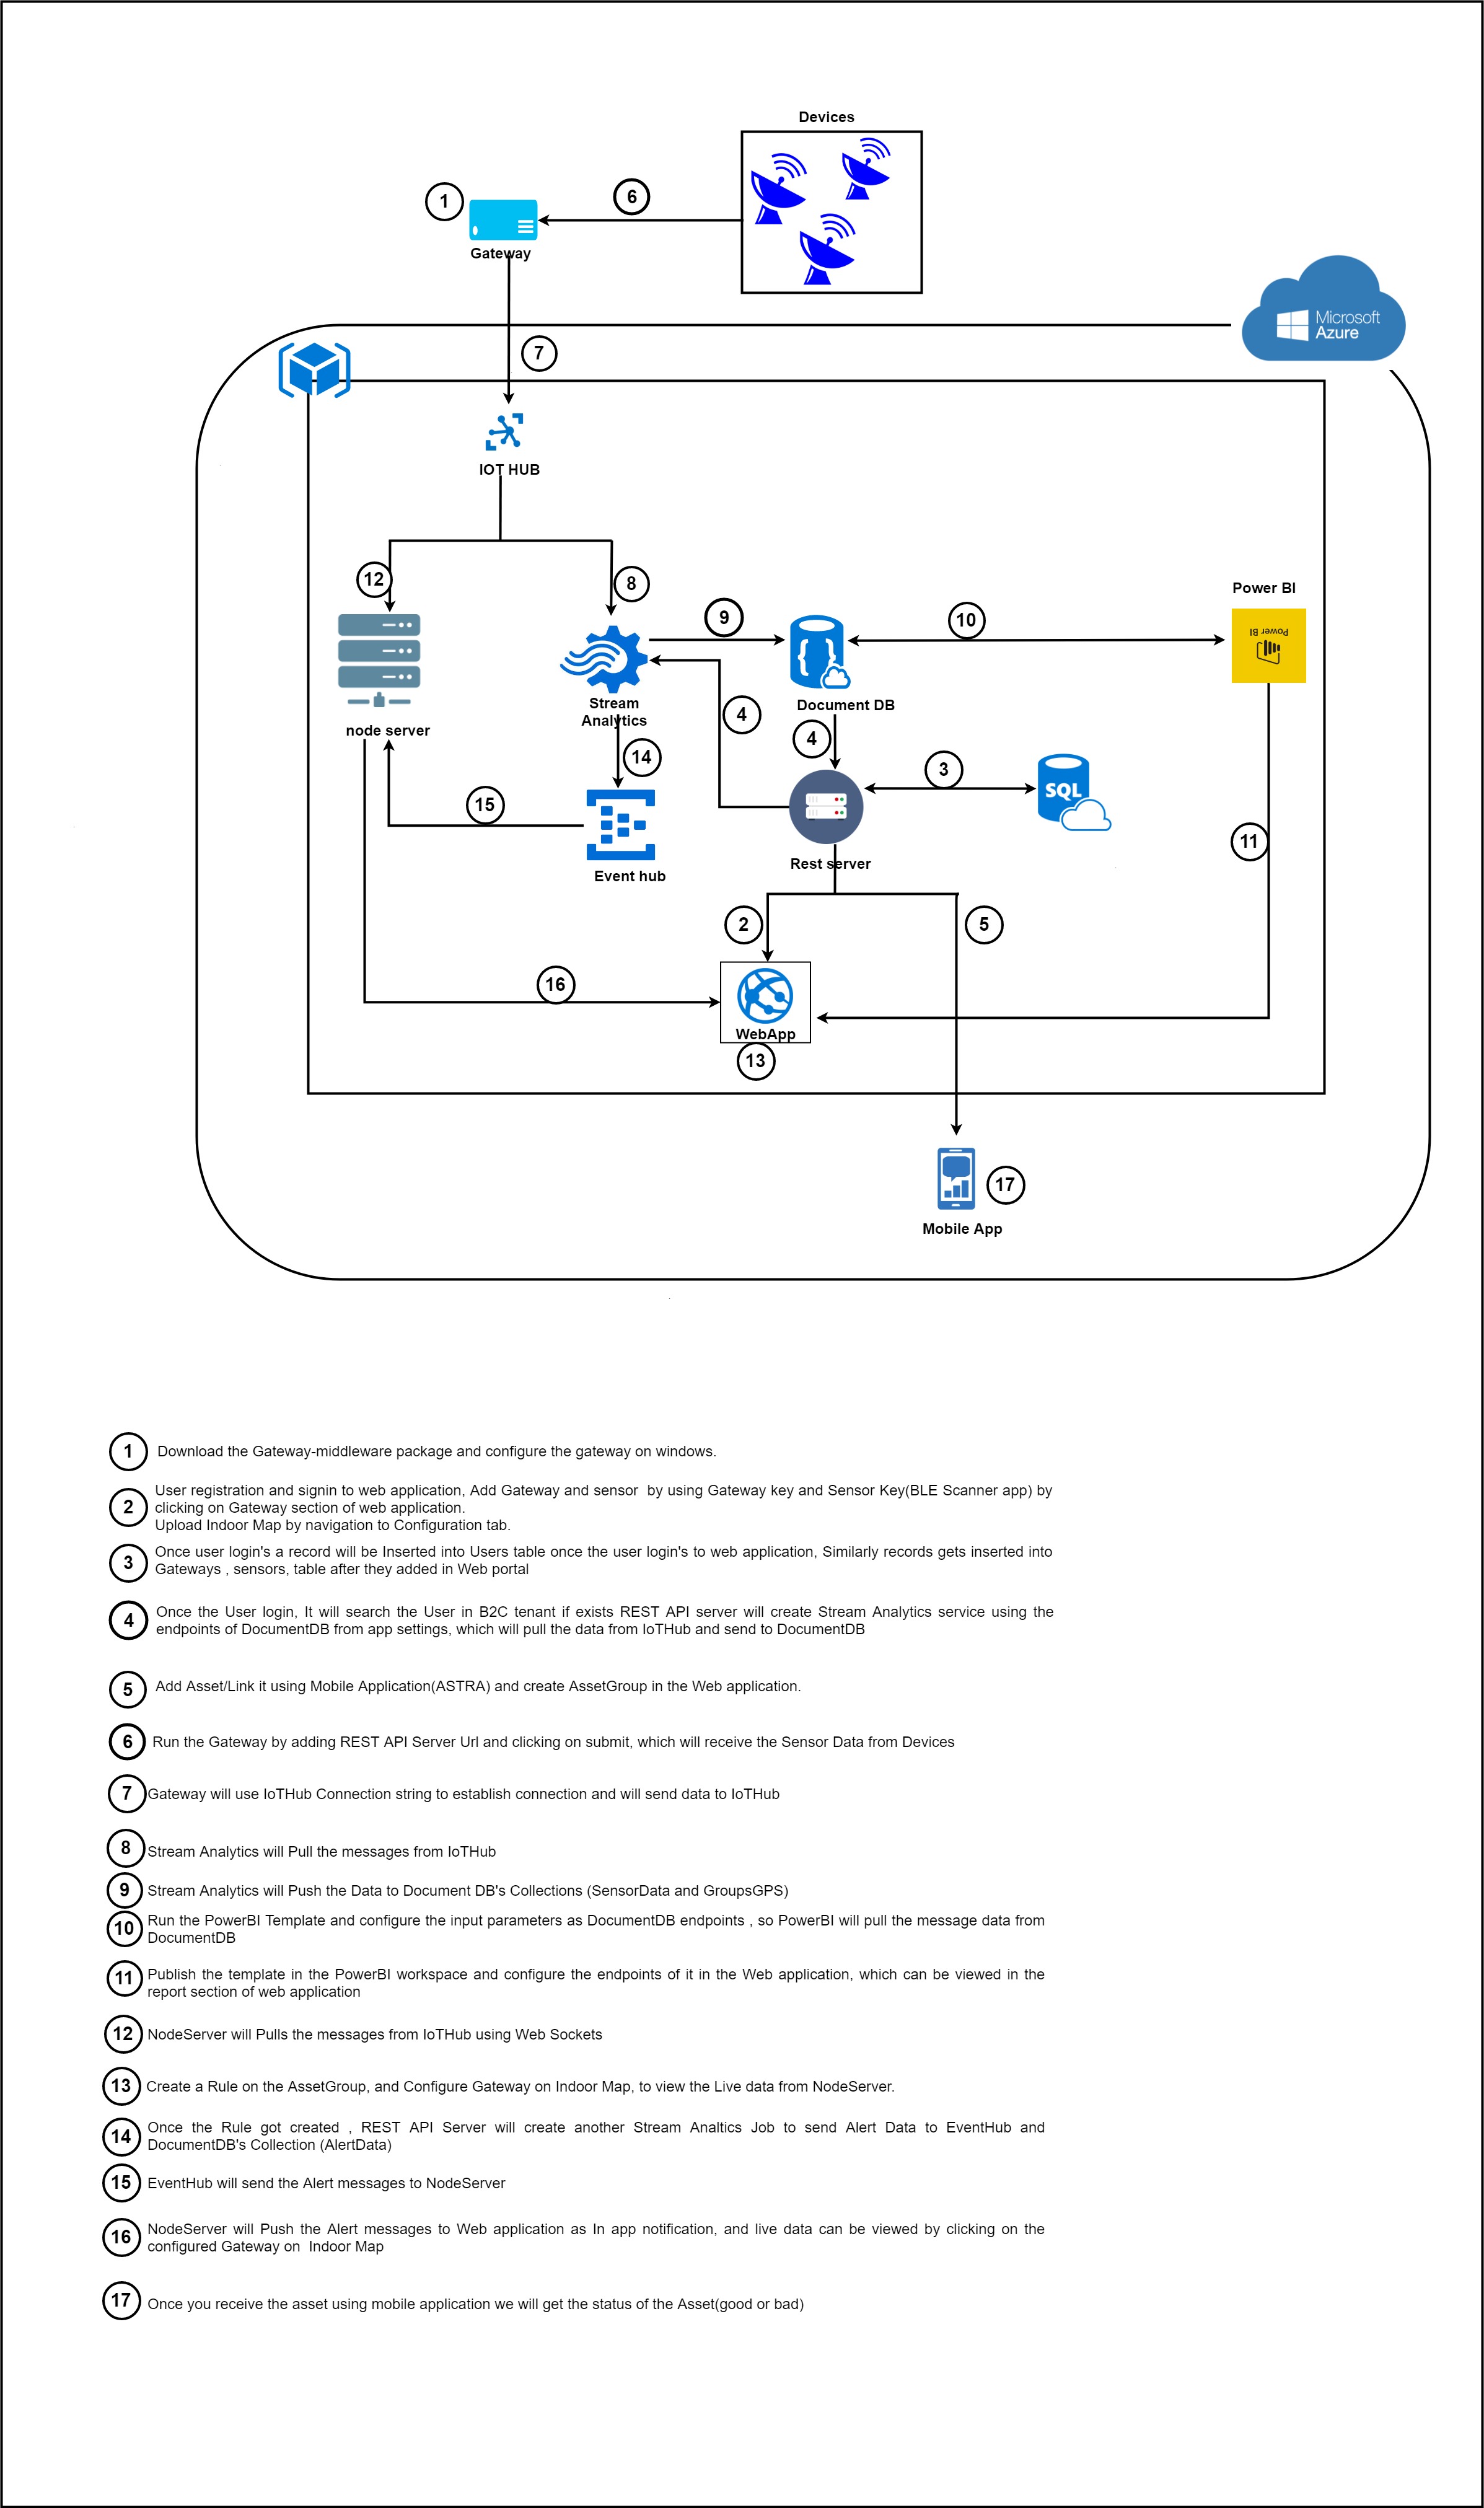 Devices
1
6
Gateway
Microsoft
Azure
7
IOT HUB
12
8
9
10
Power BI
Power BI
Stream
Analytics
Document DB
4
4
node server
14
3
SQL
15
11
Event hub
Rest server
2
5
16
WebApp
13
17
Mobile App
1 Download the Gateway-middleware package and configure the gateway on windows.
2 User registration and signin to web application, Add Gateway and sensor by using Gateway key and Sensor Key(BLE Scanner app) by
clicking on Gateway section of web application.
Upload Indoor Map by navigation to Configuration tab.
3 Once user login's a record will be Inserted into Users table once the user login's to web application, Similarly records gets inserted into
Gateways , sensors, table after they added in Web portal
4 Once the User login, It will search the User in B2C tenant if exists REST API server will create Stream Analytics service using the
endpoints of DocumentDB from app settings, which will pull the data from IoTHub and send to DocumentDB
5 Add Asset/Link it using Mobile Application(ASTRA) and create AssetGroup in the Web application.
6 Run the Gateway by adding REST API Server Url and clicking on submit, which will receive the Sensor Data from Devices
7 Gateway will use IoTHub Connection string to establish connection and will send data to IoTHub
8 Stream Analytics will Pull the messages from IoTHub
9 Stream Analytics will Push the Data to Document DB's Collections (SensorData and GroupsGPS)
10 Run the PowerBI Template and configure the input parameters as DocumentDB endpoints , so PowerBI will pull the message data from
DocumentDB
11 Publish the template in the PowerBI workspace and configure the endpoints of it in the Web application, which can be viewed in the
report section of web application
12 NodeServer will Pulls the messages from IoTHub using Web Sockets
13 Create a Rule on the AssetGroup, and Configure Gateway on Indoor Map, to view the Live data from NodeServer.
14 Once the Rule got created , REST API Server will create another Stream Analtics Job to send Alert Data to EventHub and
DocumentDB's Collection (AlertData)
15 EventHub will send the Alert messages to NodeServer
16 NodeServer will Push the Alert messages to Web application as In app notification, and live data can be viewed by clicking on the
configured Gateway on Indoor Map
17 Once you receive the asset using mobile application we will get the status of the Asset(good or bad)